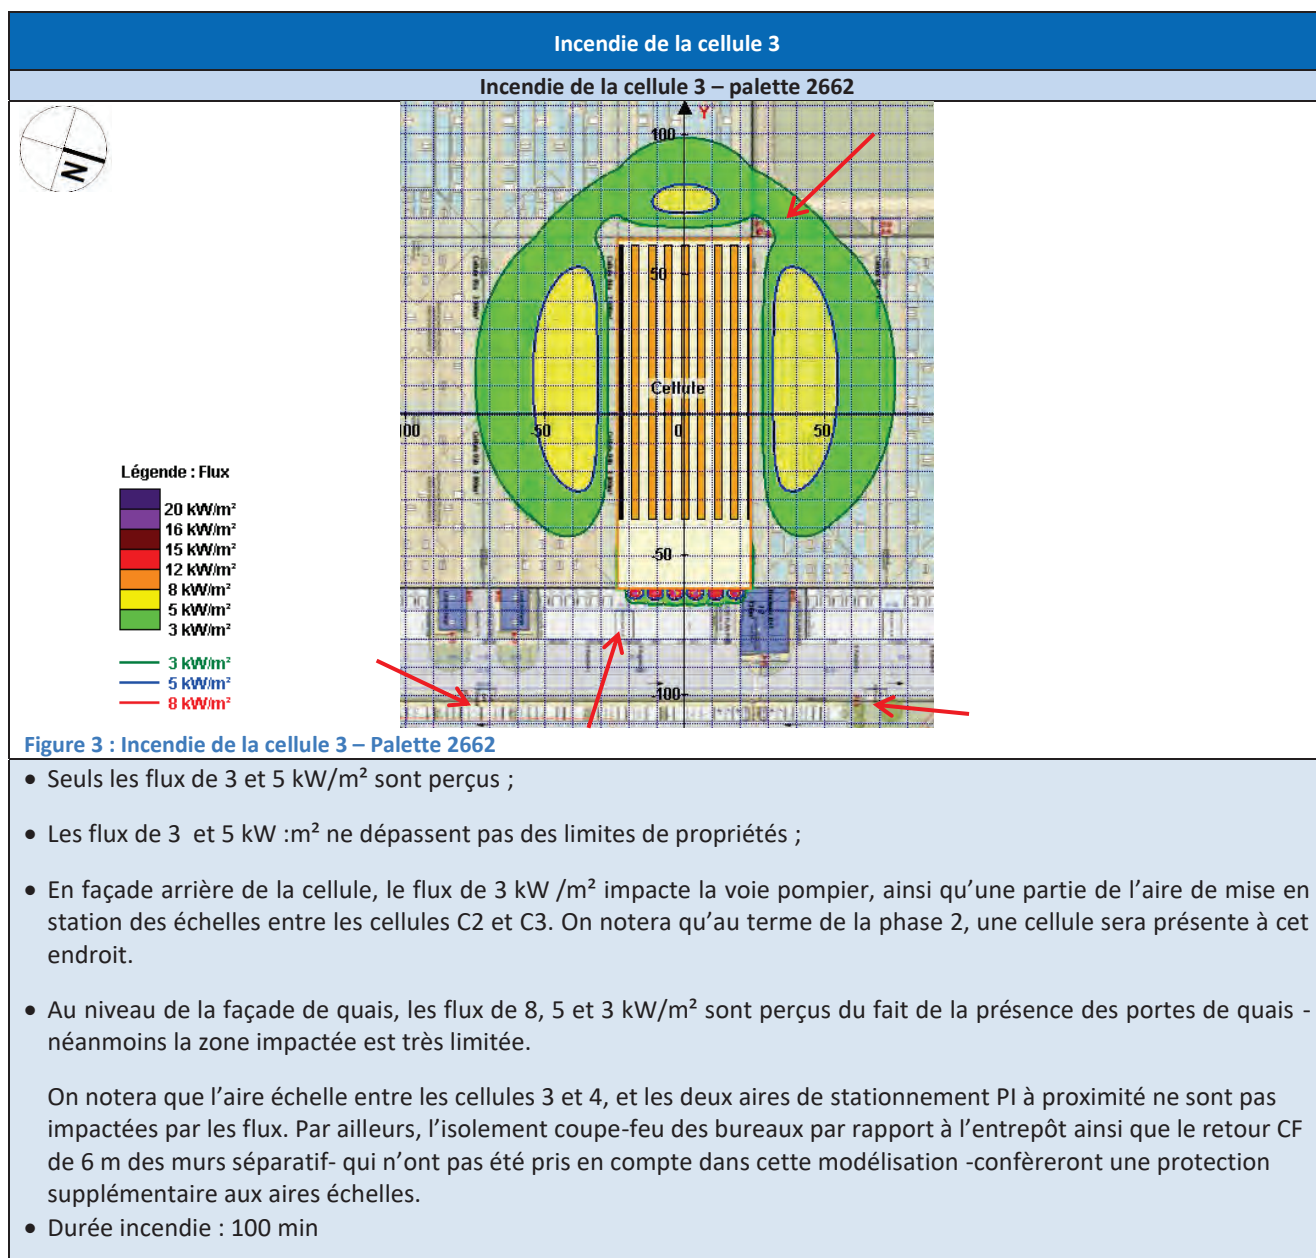 Incendie de la cellule 3
Incendie de la cellule 3 – palette 2662
N
Y
100
50
Cellule
100
-50
0
50
-50
-100
Légende : Flux
20 kW/m²
16 kW/m²
15 kW/m²
12 kW/m²
8 kW/m²
5 kW/m²
3 kW/m²
3 kW/m²
5 kW/m²
8 kW/m²
Figure 3 : Incendie de la cellule 3 – Palette 2662
• Seuls les flux de 3 et 5 kW/m² sont perçus ;
• Les flux de 3 et 5 kW :m² ne dépassent pas des limites de propriétés ;
• En façade arrière de la cellule, le flux de 3 kW /m² impacte la voie pompier, ainsi qu’une partie de l’aire de mise en
station des échelles entre les cellules C2 et C3. On notera qu’au terme de la phase 2, une cellule sera présente à cet
endroit.
• Au niveau de la façade de quais, les flux de 8, 5 et 3 kW/m² sont perçus du fait de la présence des portes de quais -
néanmoins la zone impactée est très limitée.
On notera que l’aire échelle entre les cellules 3 et 4, et les deux aires de stationnement PI à proximité ne sont pas
impactées par les flux. Par ailleurs, l’isolement coupe-feu des bureaux par rapport à l’entrepôt ainsi que le retour CF
de 6 m des murs séparatif- qui n’ont pas été pris en compte dans cette modélisation -confèreront une protection
supplémentaire aux aires échelles.
• Durée incendie : 100 min